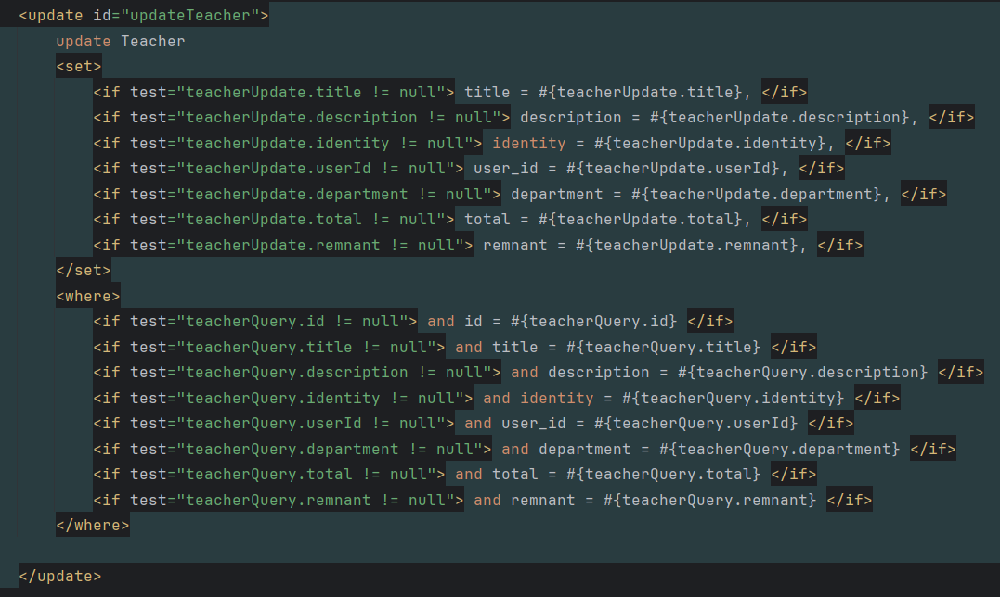 <update id="updateTeacher">
update Teacher
<set>
<if test="teacherUpdate.title != null"> title = #{teacherUpdate.title}, </if>
<if test="teacherUpdate.description != null"> description = #{teacherUpdate.description}, </if>
<if test="teacherUpdate.identity != null"> identity = #{teacherUpdate.identity}, </if>
<if test="teacherUpdate.userId != null"> user_id = #{teacherUpdate.userId}, </if>
<if test="teacherUpdate.department != null"> department = #{teacherUpdate.department}, </if>
<if test="teacherUpdate.total != null"> total = #{teacherUpdate.total}, </if>
<if test="teacherUpdate.remnant != null"> remnant = #{teacherUpdate.remnant}, </if>
</set>
<where>
<if test="teacherQuery.id != null"> and id = #{teacherQuery.id} </if>
<if test="teacherQuery.title != null"> and title = #{teacherQuery.title} </if>
<if test="teacherQuery.description != null"> and description = #{teacherQuery.description} </if>
<if test="teacherQuery.identity != null"> and identity = #{teacherQuery.identity} </if>
<if test="teacherQuery.userId != null"> and user_id = #{teacherQuery.userId} </if>
<if test="teacherQuery.department != null"> and department = #{teacherQuery.department} </if>
<if test="teacherQuery.total != null"> and total = #{teacherQuery.total} </if>
<if test="teacherQuery.remnant != null"> and remnant = #{teacherQuery.remnant} </if>
</where>
</update>